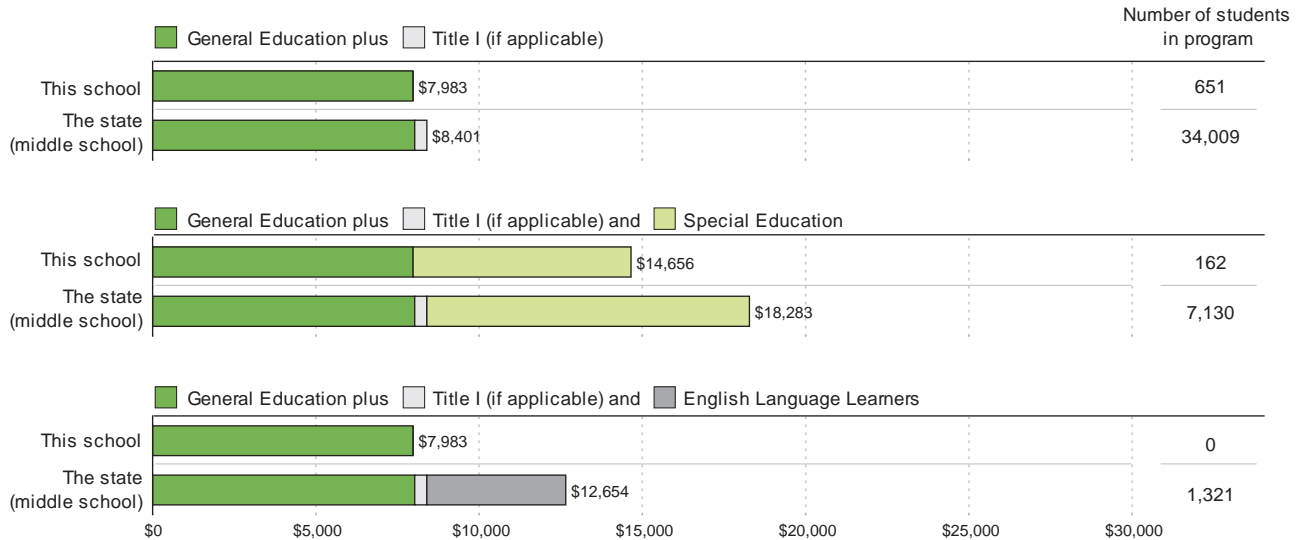 Number of students
in program
General Education plus Title I (if applicable)
This school $7,983 651
The state
(middle school) $8,401 34,009
General Education plus Title I (if applicable) and Special Education
This school $14,656 162
The state
(middle school) $18,283 7,130
General Education plus Title I (if applicable) and English Language Learners
This school $7,983 0
The state
(middle school) $12,654 1,321
$0 $5,000 $10,000 $15,000 $20,000 $25,000 $30,000